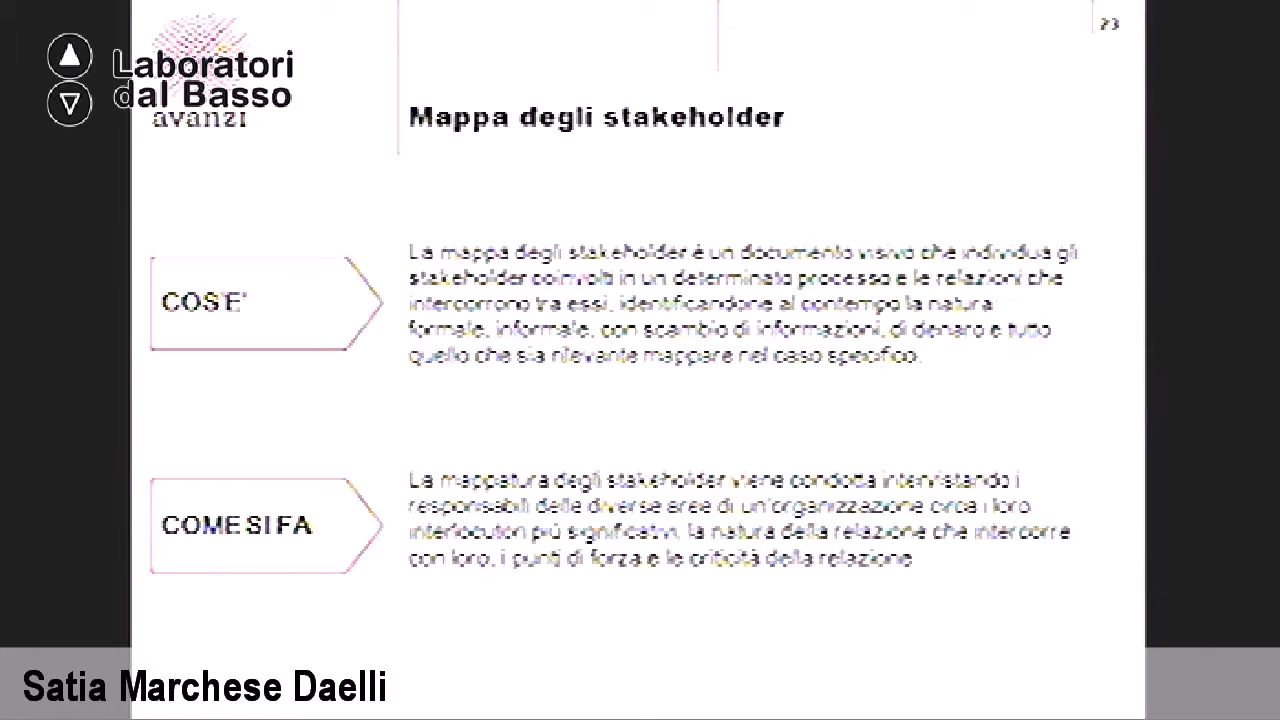 23
Laboratori
dal Basso
avanzi
Mappa degli stakeholder
COS'E'
La mappa degli stakeholder è un documento visivo che individua gli
stakeholder coinvolti in un determinato processo e le relazioni che
intercorrono tra essi, identificandone al contempo la natura
formale, informale, con scambio di informazioni, di denaro e tutto
quello che sia rilevante mappare nel caso specifico.
COME SI FA
La mappatura degli stakeholder viene condotta intervistando i
responsabili delle diverse aree di un'organizzazione circa i loro
interlocutori più significativi, la natura della relazione che intercorre
con loro, i punti di forza e le criticità della relazione
Satia Marchese Daelli